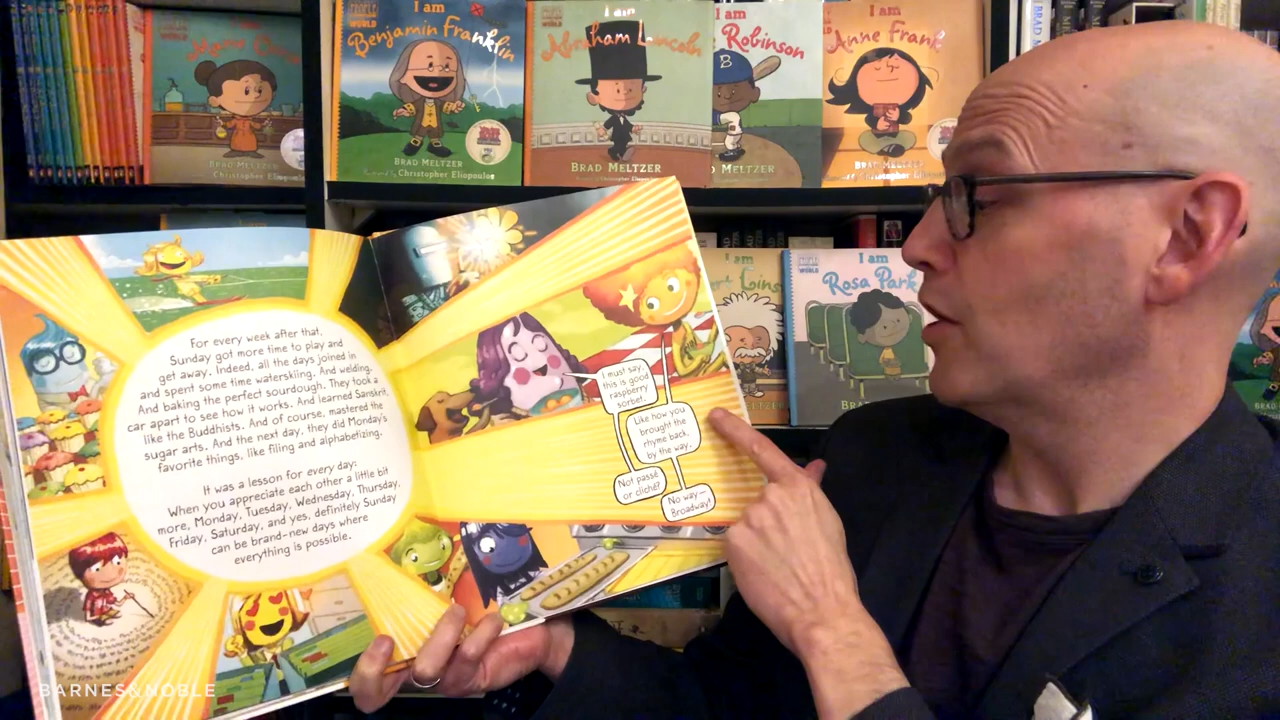 I am
Benjamin Franklin
BRAD MELTZER
Illustrated by Christopher Eliopoulos
I am
Abraham Lincoln
BRAD MELTZER
Robinson
MELTZER
I am
Anne Frank
BRAD MELTZER
Christopher Eliopoulos
BRAD MELTZER
Christopher Eliopoulos
I am
I am
Rosa Park
For every week after that,
Sunday got more time to play and
get away. Indeed, all the days joined in
and spent some time waterskiing. And welding.
And baking the perfect sourdough. They took a
car apart to see how it works. And learned Sanskrit,
like the Buddhists. And of course, mastered the
sugar arts. And the next day, they did Monday's
favorite things, like filing and alphabetizing.
It was a lesson for every day:
When you appreciate each other a little bit
more, Monday, Tuesday, Wednesday, Thursday,
Friday, Saturday, and yes, definitely Sunday
can be brand-new days where
everything is possible.
I must say,
this is good
raspberry
sorbet.
Like how you
brought the
rhyme back,
by the way.
Not passé
or cliché?
No way—
Broadway!
BARNES&NOBLE